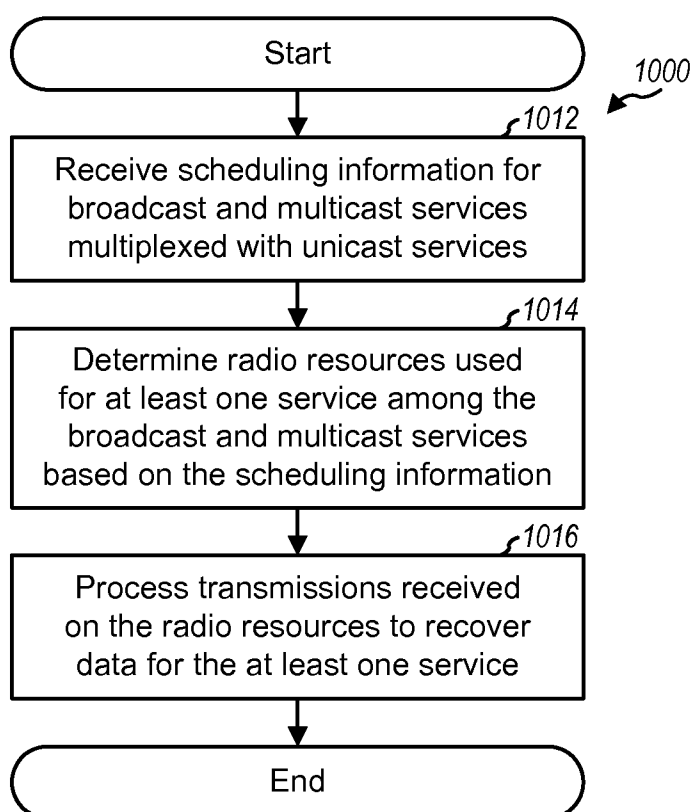 Start
1000
1012
Receive scheduling information for
broadcast and multicast services
multiplexed with unicast services
1014
Determine radio resources used
for at least one service among the
broadcast and multicast services
based on the scheduling information
1016
Process transmissions received
on the radio resources to recover
data for the at least one service
End